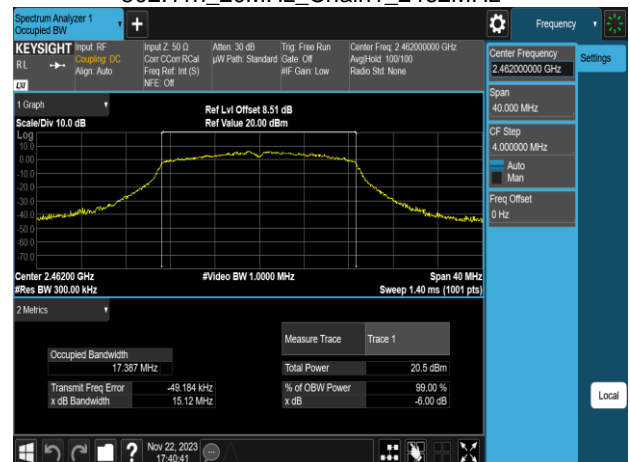 Spectrum Analyzer 1
Occupied BW
Frequency
KEYSIGHT
RL
LXI
Input: RF
Coupling: DC
Align: Auto
Input Z: 50 Ω
Corr CCorr RCal
Freq Ref: Int (S)
NFE: Off
Atten: 30 dB
µW Path: Standard
Trig: Free Run
Gate: Off
#IF Gain: Low
Center Freq: 2.462000000 GHz
Avg|Hold: 100/100
Radio Std: None
Center Frequency
2.462000000 GHz
Settings
Span
40.000 MHz
CF Step
4.000000 MHz
Auto
Man
Freq Offset
0 Hz
Local
1 Graph
Scale/Div 10.0 dB
Ref Lvl Offset 8.51 dB
Ref Value 20.00 dBm
Log
10.0
0.00
-10.0
-20.0
-30.0
-40.0
-50.0
-60.0
-70.0
Center 2.46200 GHz
#Res BW 300.00 kHz
#Video BW 1.0000 MHz
Span 40 MHz
Sweep 1.40 ms (1001 pts)
2 Metrics
Measure Trace Trace 1
Occupied Bandwidth
17.387 MHz
Total Power 20.5 dBm
Transmit Freq Error -49.184 kHz
% of OBW Power 99.00 %
x dB Bandwidth 15.12 MHz
x dB -6.00 dB
Nov 22, 2023
17:40:41